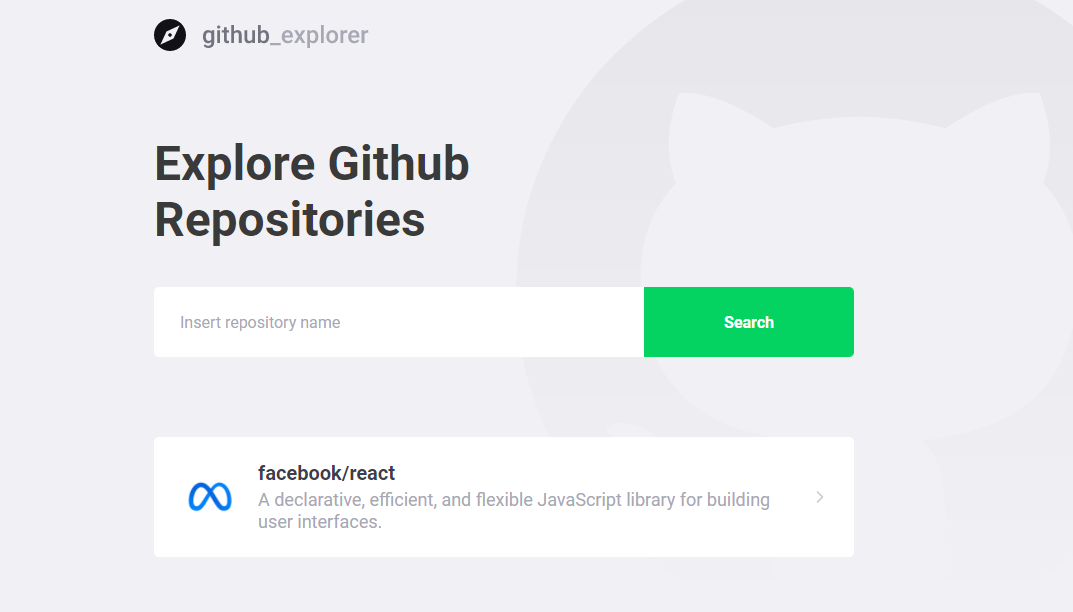 github_explorer
Explore Github
Repositories
Insert repository name
Search
facebook/react
A declarative, efficient, and flexible JavaScript library for building
user interfaces.